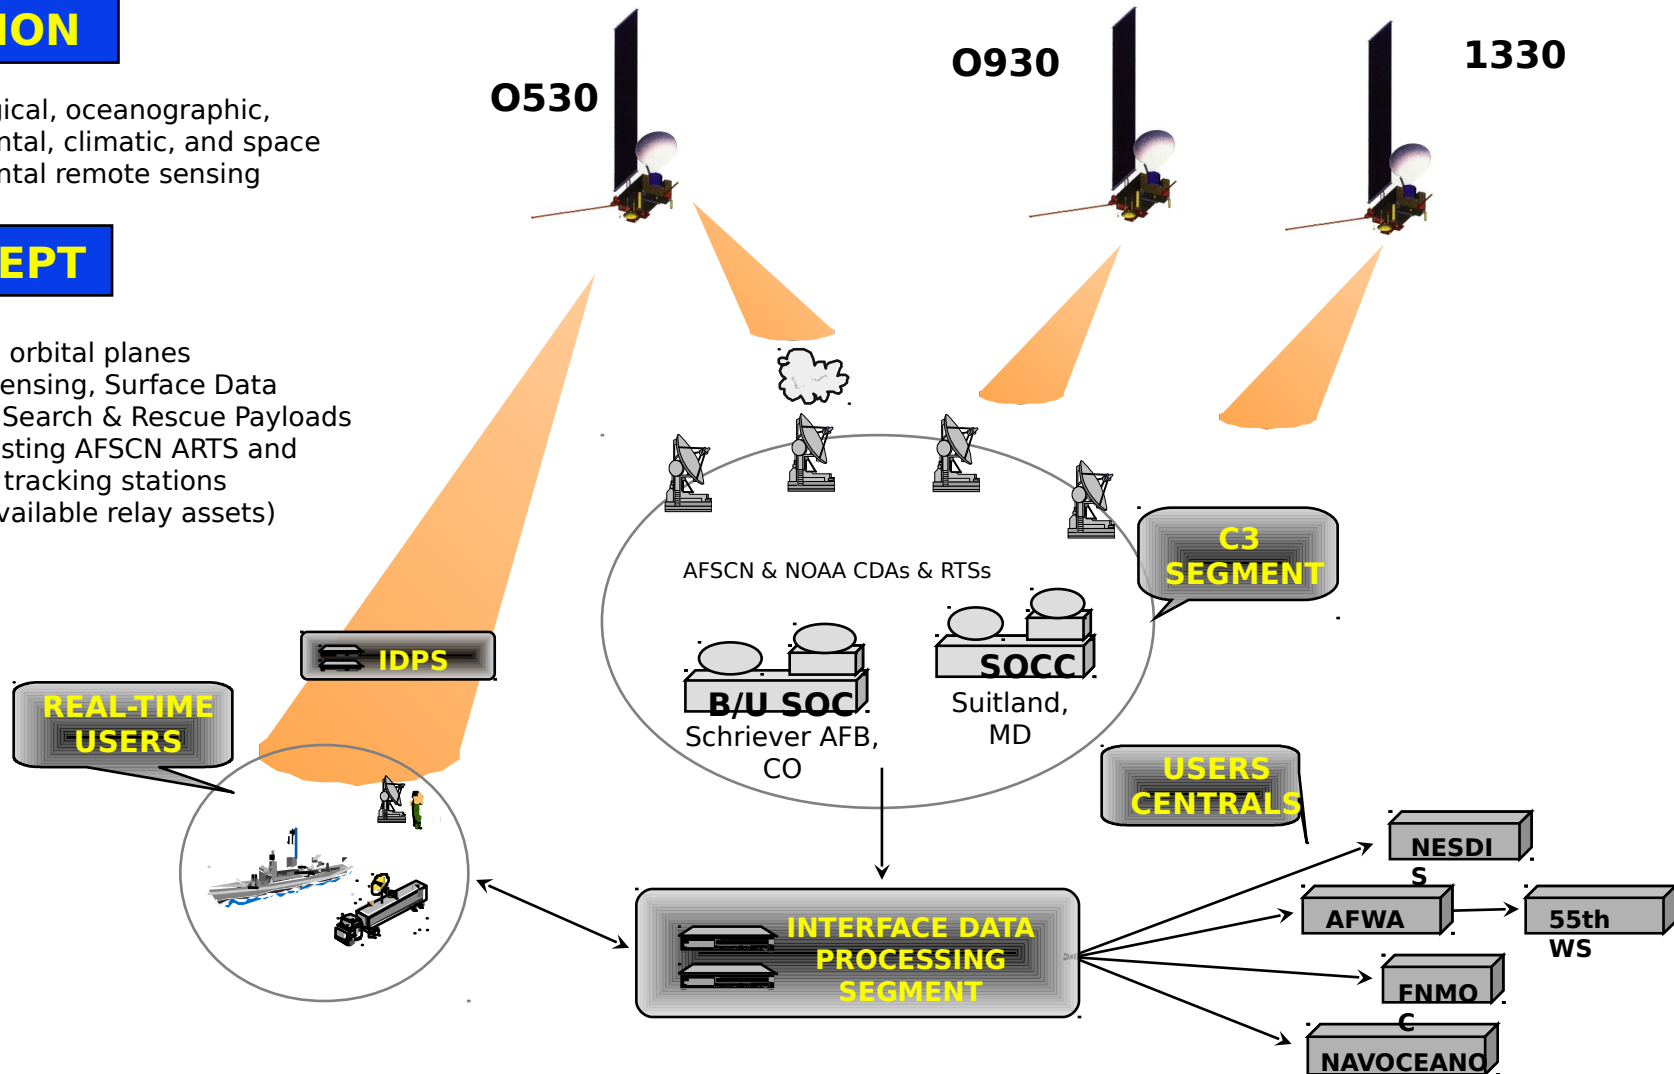 ION
gical, oceanographic,
ntal, climatic, and space
ntal remote sensing
EPT
orbital planes
ensing, Surface Data
Search & Rescue Payloads
sting AFSCN ARTS and
tracking stations
vailable relay assets)
O530
O930
1330
AFSCN & NOAA CDAs & RTSs
C3
SEGMENT
SOCC
Suitland,
MD
B/U SOC
Schriever AFB,
CO
IDPS
REAL-TIME
USERS
USERS
CENTRALS
INTERFACE DATA
PROCESSING
SEGMENT
NESDI
S
AFWA
55th
WS
FNMO
C
NAVOCEANO